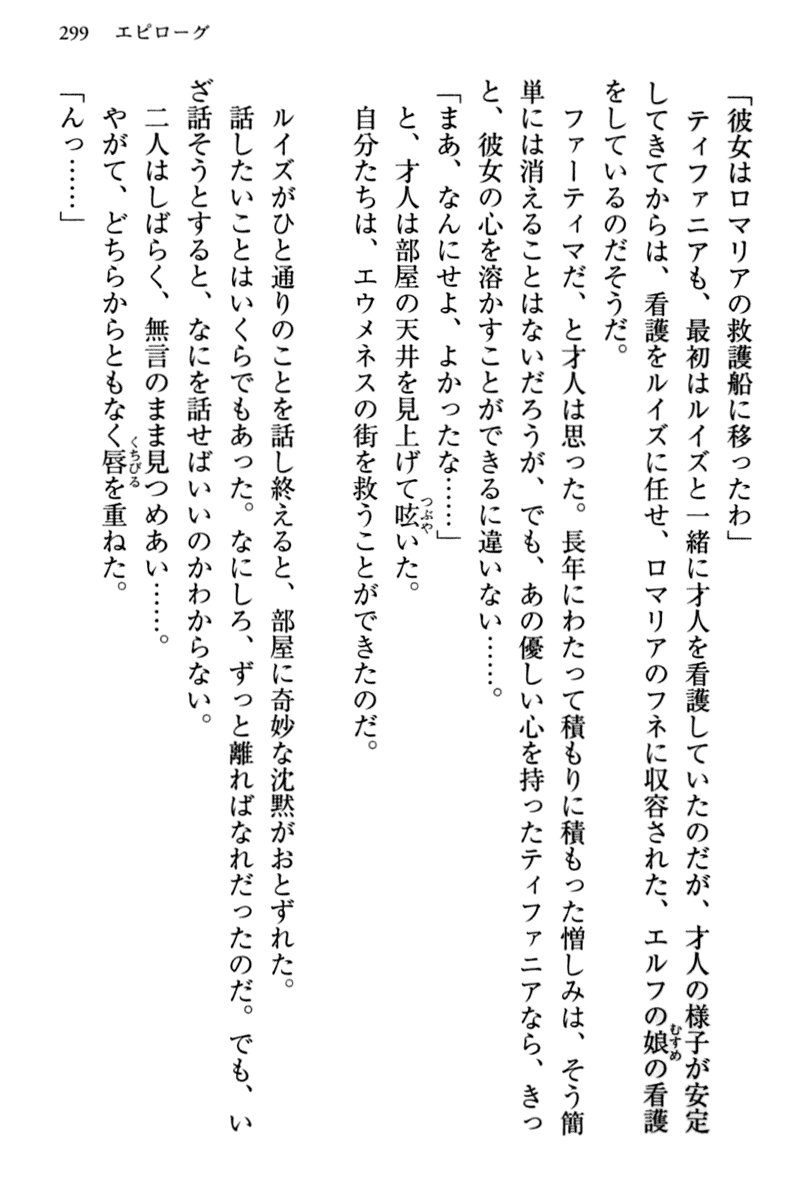 299　エピローグ
「彼女はロマリアの救護船に移ったわ」
　ティファニアも、最初はルイズと一緒に才人を看護していたのだが、才人の様子が安定
してきてからは、看護をルイズに任せ、ロマリアのフネに収容された、エルフの娘の看護
をしているのだそうだ。
　ファーティマだ、と才人は思った。長年にわたって積もりに積もった憎しみは、そう簡
単には消えることはないだろうが、でも、あの優しい心を持ったティファニアなら、きっ
と、彼女の心を溶かすことができるに違いない……。
「まあ、なんにせよ、よかったな……」
　と、才人は部屋の天井を見上げて呟いた。
　自分たちは、エウメネスの街を救うことができたのだ。

　ルイズがひと通りのことを話し終えると、部屋に奇妙な沈黙がおとずれた。
　話したいことはいくらでもあった。なにしろ、ずっと離ればなれだったのだ。でも、い
ざ話そうとすると、なにを話せばいいのかわからない。
　二人はしばらく、無言のまま見つめあい……。
　やがて、どちらからともなく唇を重ねた。
「んっ……」
むすめ
つぶや
くちびる